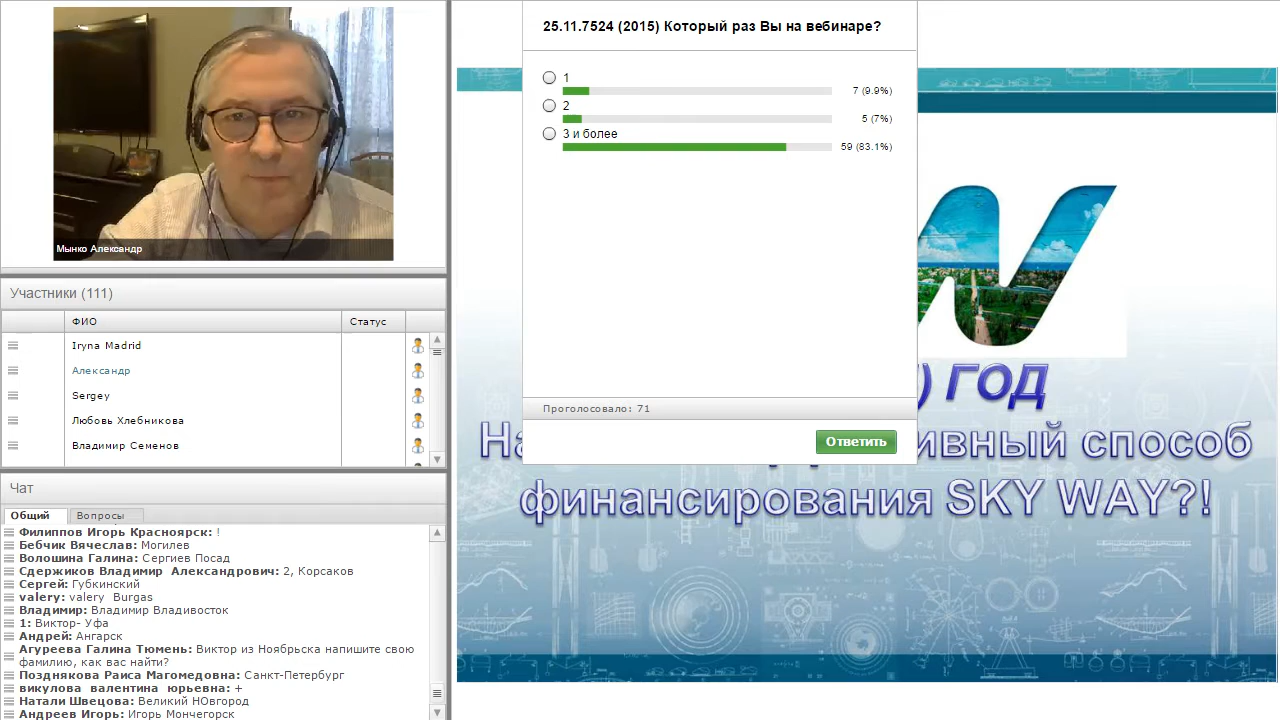 Мынко Александр
Участники (111)
ФИО
Статус
Iryna Madrid
Александр
Sergey
Любовь Хлебникова
Владимир Семенов
Чат
Общий
Вопросы
Филиппов Игорь Красноярск: !
Бебчик Вячеслав: Могилев
Волошина Галина: Сергиев Посад
Сдержиков Владимир Александрович: 2, Корсаков
Сергей: Губкинский
valery: valery Burgas
Владимир: Владимир Владивосток
1: Виктор- Уфа
Андрей: Ангарск
Агуреева Галина Тюмень: Виктор из Ноябрьска напишите свою
фамилию, как вас найти?
Позднякова Раиса Магомедовна: Санкт-Петербург
викулова валентина юрьевна: +
Натали Швецова: Великий НОвгород
Андреев Игорь: Игорь Мончегорск
25.11.7524 (2015) Который раз Вы на вебинаре?
1
7 (9.9%)
2
5 (7%)
3 и более
59 (83.1%)
Проголосовало: 71
Ответить
) ГОД
На ивный способ
финансирования SKY WAY?!